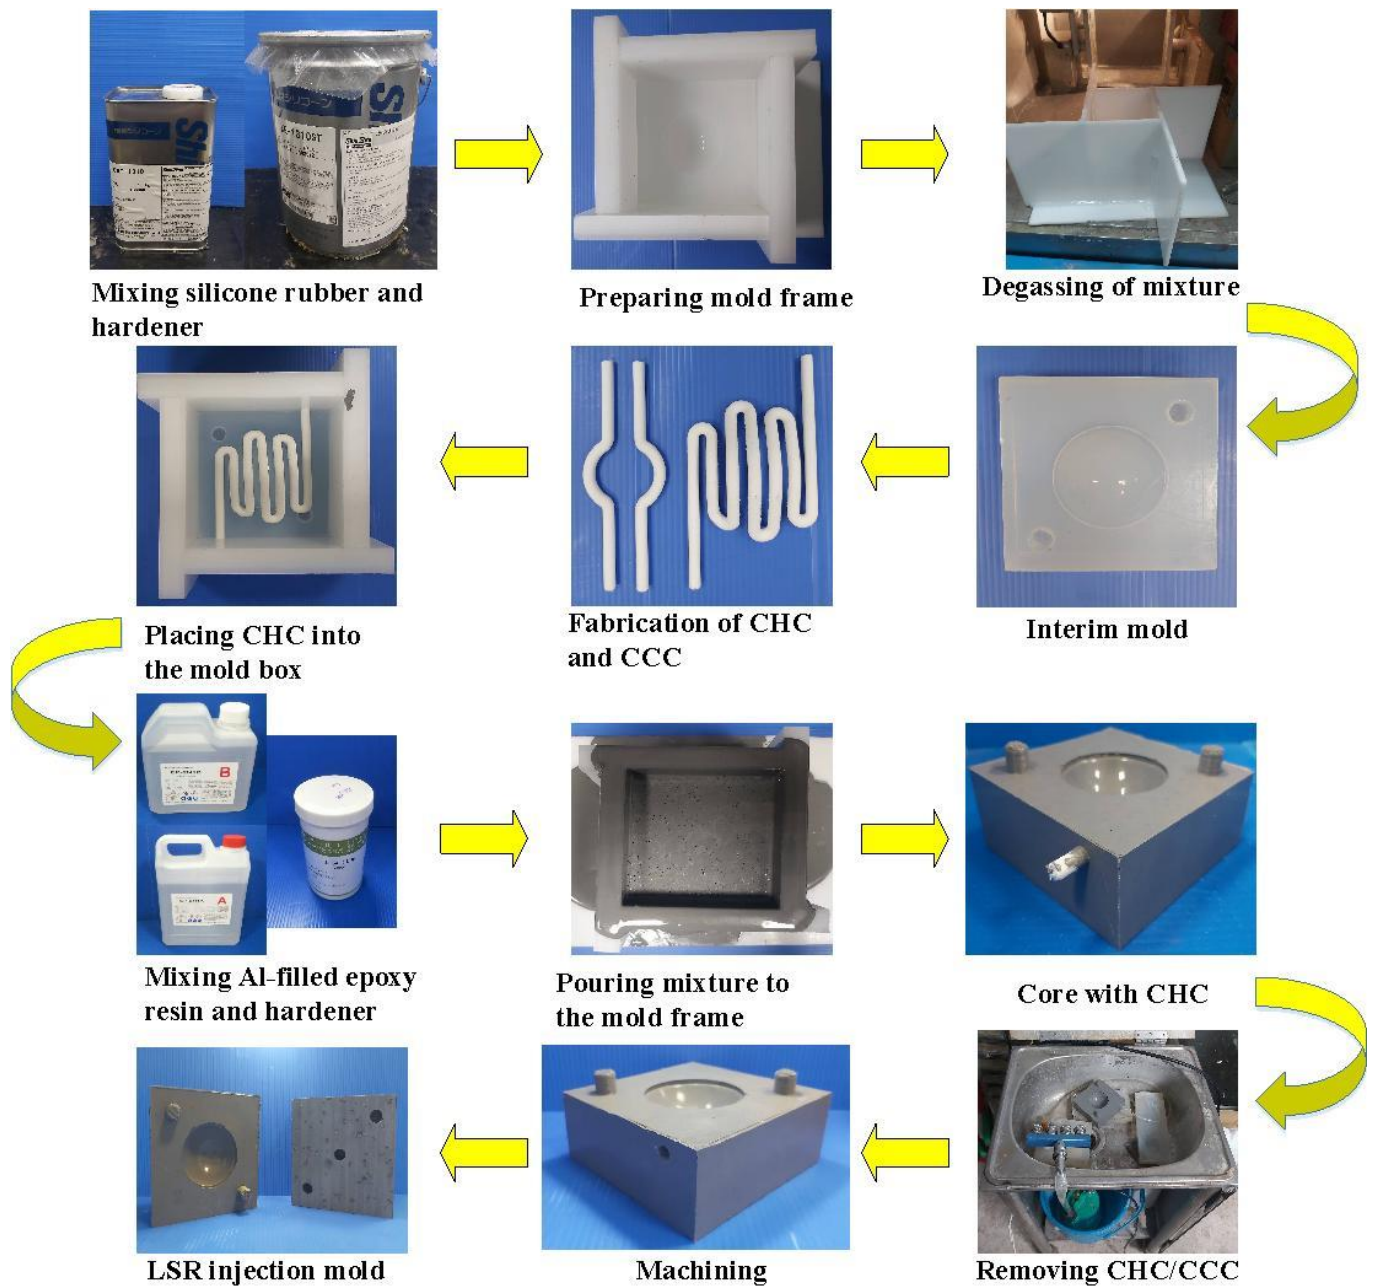 Mixing silicone rubber and
hardener
Preparing mold frame
Degassing of mixture
Placing CHC into
the mold box
Fabrication of CHC
and CCC
Interim mold
B
A
Mixing Al-filled epoxy
resin and hardener
Pouring mixture to
the mold frame
Core with CHC
LSR injection mold
Machining
Removing CHC/CCC